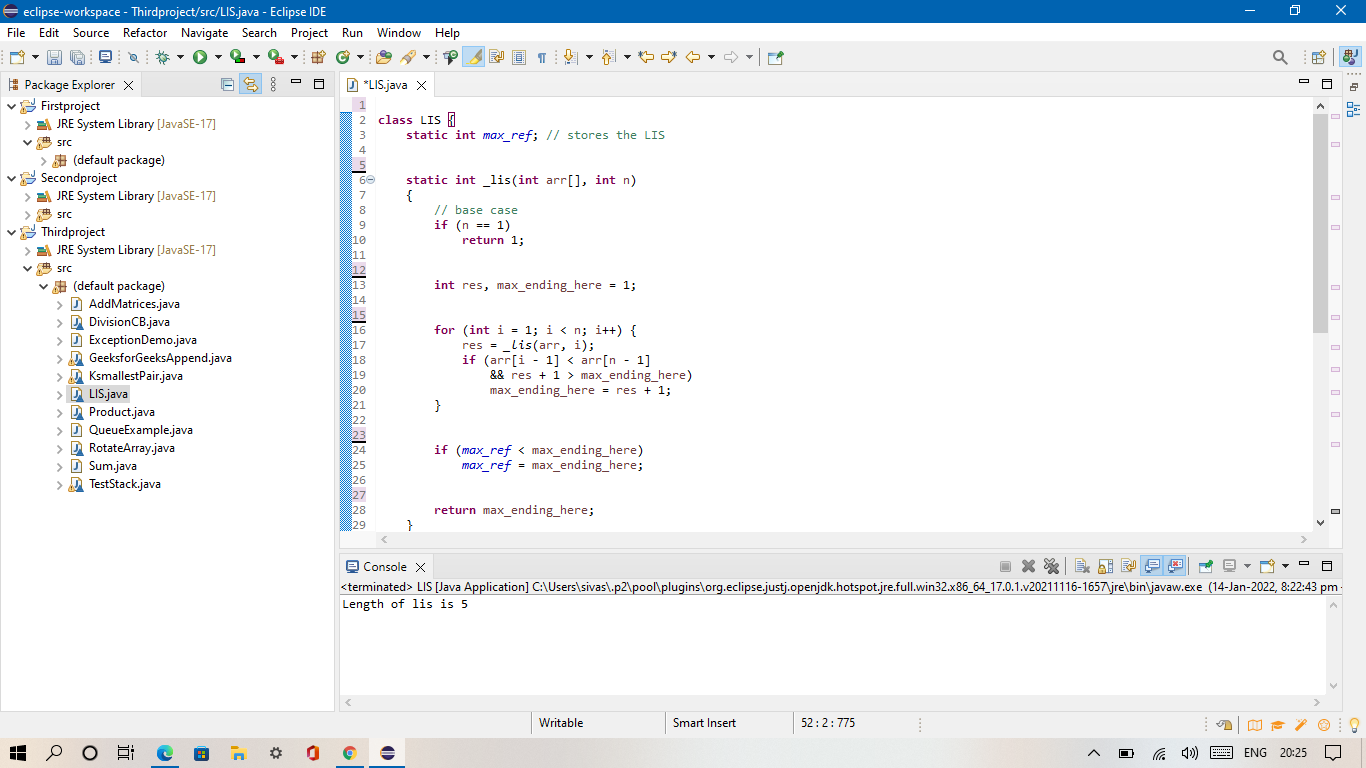 eclipse-workspace - Thirdproject/src/LIS.java - Eclipse IDE
File Edit Source Refactor Navigate Search Project Run Window Help
Package Explorer
Firstproject
JRE System Library [JavaSE-17]
src
(default package)
Secondproject
JRE System Library [JavaSE-17]
src
Thirdproject
JRE System Library [JavaSE-17]
src
(default package)
AddMatrices.java
DivisionCB.java
ExceptionDemo.java
GeeksforGeeksAppend.java
KsmallestPair.java
LIS.java
Product.java
QueueExample.java
RotateArray.java
Sum.java
TestStack.java
*LIS.java
1
2 class LIS {
3     static int max_ref; // stores the LIS
4
5
6     static int _lis(int arr[], int n)
7     {
8         // base case
9         if (n == 1)
10             return 1;
11
12
13         int res, max_ending_here = 1;
14
15
16         for (int i = 1; i < n; i++) {
17             res = _lis(arr, i);
18             if (arr[i - 1] < arr[n - 1]
19                 && res + 1 > max_ending_here)
20                 max_ending_here = res + 1;
21         }
22
23
24         if (max_ref < max_ending_here)
25             max_ref = max_ending_here;
26
27
28         return max_ending_here;
29     }
Console
<terminated> LIS [Java Application] C:\Users\sivas\.p2\pool\plugins\org.eclipse.justj.openjdk.hotspot.jre.full.win32.x86_64_17.0.1.v20211116-1657\jre\bin\javaw.exe (14-Jan-2022, 8:22:43 pm -
Length of lis is 5
Writable Smart Insert 52 : 2 : 775
ENG 20:25